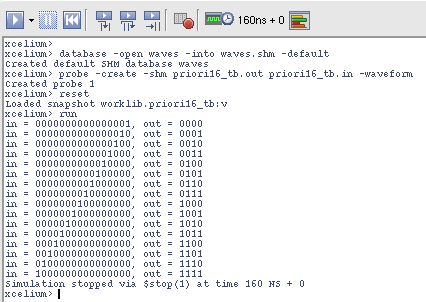 160ns + 0
xcelium>
xcelium> database -open waves -into waves.shm -default
Created default SHM database waves
xcelium> probe -create -shm priori16_tb.out priori16_tb.in -waveform
Created probe 1
xcelium> reset
Loaded snapshot worklib.priori16_tb:v
xcelium> run
in = 0000000000000001, out = 0000
in = 0000000000000010, out = 0001
in = 0000000000000100, out = 0010
in = 0000000000001000, out = 0011
in = 0000000000010000, out = 0100
in = 0000000000100000, out = 0101
in = 0000000001000000, out = 0110
in = 0000000010000000, out = 0111
in = 0000000100000000, out = 1000
in = 0000001000000000, out = 1001
in = 0000010000000000, out = 1010
in = 0000100000000000, out = 1011
in = 0001000000000000, out = 1100
in = 0010000000000000, out = 1101
in = 0100000000000000, out = 1110
in = 1000000000000000, out = 1111
Simulation stopped via $stop(1) at time 160 NS + 0
xcelium>